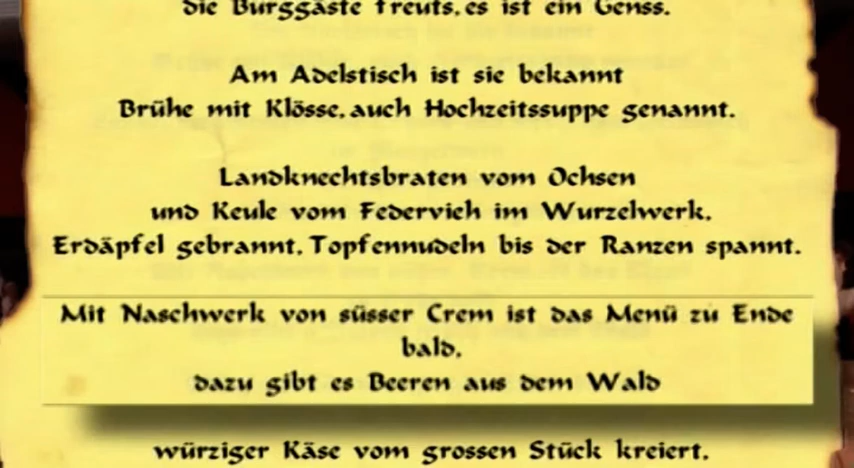 die Burggäste freuts, es ist ein Genss.
Am Adelstisch ist sie bekannt
Brühe mit Klösse, auch Hochzeitssuppe genannt.
Landknechtsbraten vom Ochsen
und Keule vom Federvieh im Wurzelwerk.
Erdäpfel gebrannt, Topfennudeln bis der Ranzen spannt.
Mit Naschwerk von süsser Crem ist das Menü zu Ende
bald,
dazu gibt es Beeren aus dem Wald
würziger Käse vom grossen Stück kreiert.